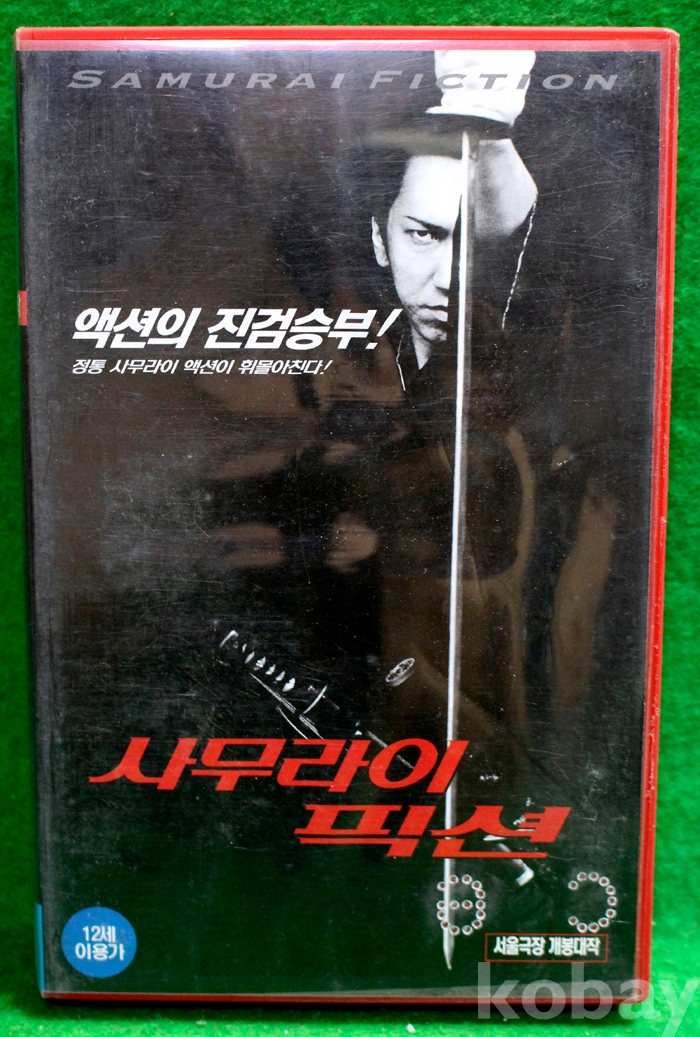 SAMURAI FICTION
액션의 진검승부!
정통 사무라이 액션이 휘몰아친다!
사무라이
픽션
12세
이용가
서울극장 개봉대작
kobay